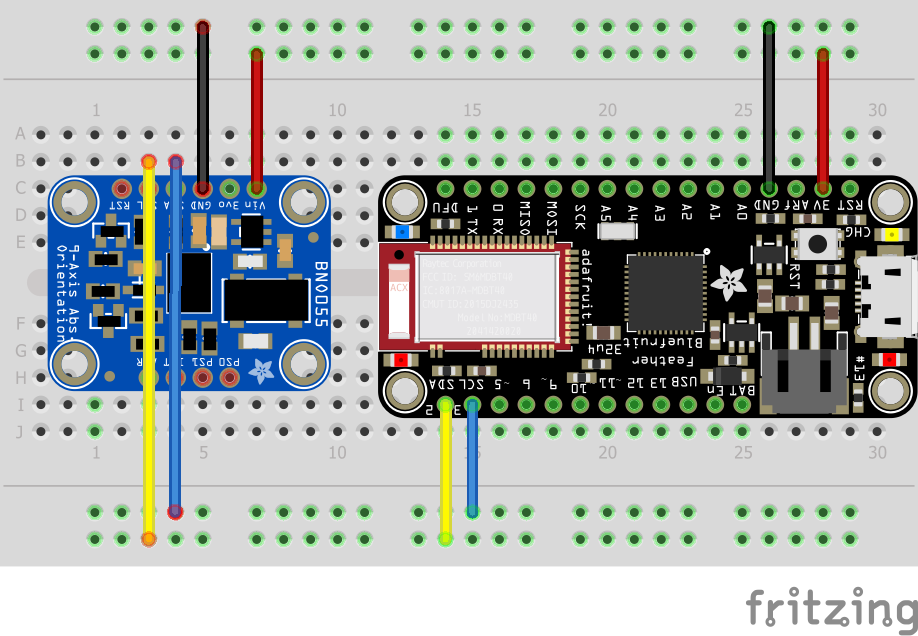 1 10 15 20 25 30
A
B
C
D
E
F
G
H
I
J
RST
GND 3vo Vin
9-Axis Abs.
Orientation
BNO055
PS1 PS0
DFU 1 TX 0 RX MISO MOSI SCK A5 A4 A3 A2 A1 A0 GND ARf 3V RST
CHG
RST
ACX
adafruit
Bluefruit
Feather
32u4
SDA SCL 5~ 6~ 9~ 10~ 11~ 12 13 USB BAT En
2 3
#13
1 5 10 15 20 25 30
fritzing